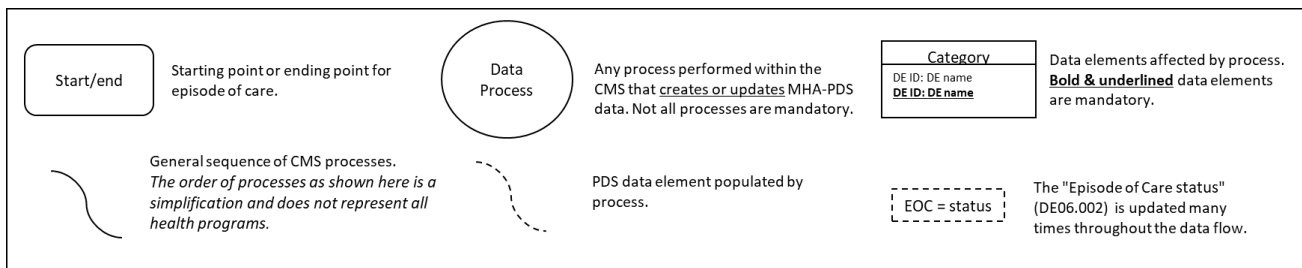 Start/end
Starting point or ending point for
episode of care.
Data
Process
Any process performed within the
CMS that creates or updates MHA-PDS
data. Not all processes are mandatory.
Category
DE ID: DE name
DE ID: DE name
Data elements affected by process.
Bold & underlined data elements
are mandatory.
General sequence of CMS processes.
The order of processes as shown here is a
simplification and does not represent all
health programs.
PDS data element populated by
process.
EOC = status
The "Episode of Care status"
(DE06.002) is updated many
times throughout the data flow.